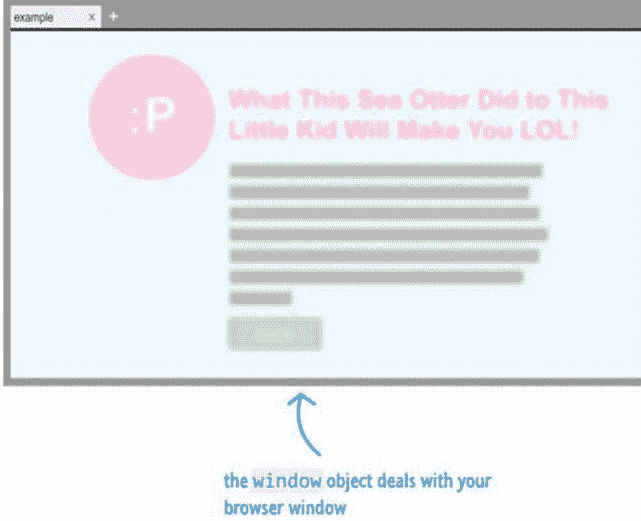 example x +
:P
What This Sea Otter Did to This
Little Kid Will Make You LOL!
the window object deals with your
browser window